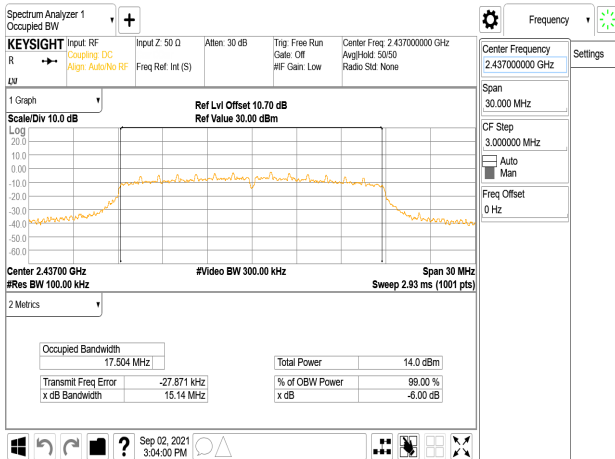 Spectrum Analyzer 1
Occupied BW
Frequency
KEYSIGHT
R
Input: RF
Coupling: DC
Align: Auto/No RF
Input Z: 50 Ω
Freq Ref: Int (S)
Atten: 30 dB
Trig: Free Run
Gate: Off
#IF Gain: Low
Center Freq: 2.437000000 GHz
Avg|Hold: 50/50
Radio Std: None
Center Frequency
2.437000000 GHz
Settings
Span
30.000 MHz
CF Step
3.000000 MHz
Auto
Man
Freq Offset
0 Hz
1 Graph
Scale/Div 10.0 dB
Ref Lvl Offset 10.70 dB
Ref Value 30.00 dBm
Log
20.0
10.0
0.00
-10.0
-20.0
-30.0
-40.0
-50.0
-60.0
Center 2.43700 GHz
#Video BW 300.00 kHz
Span 30 MHz
#Res BW 100.00 kHz
Sweep 2.93 ms (1001 pts)
2 Metrics
Occupied Bandwidth
17.504 MHz
Total Power 14.0 dBm
Transmit Freq Error -27.871 kHz
% of OBW Power 99.00 %
x dB Bandwidth 15.14 MHz
x dB -6.00 dB
Sep 02, 2021
3:04:00 PM